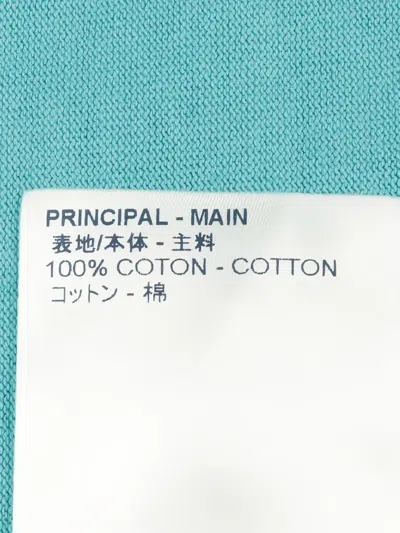 PRINCIPAL - MAIN
表地/本体 - 主料
100% COTON - COTTON
コットン - 棉